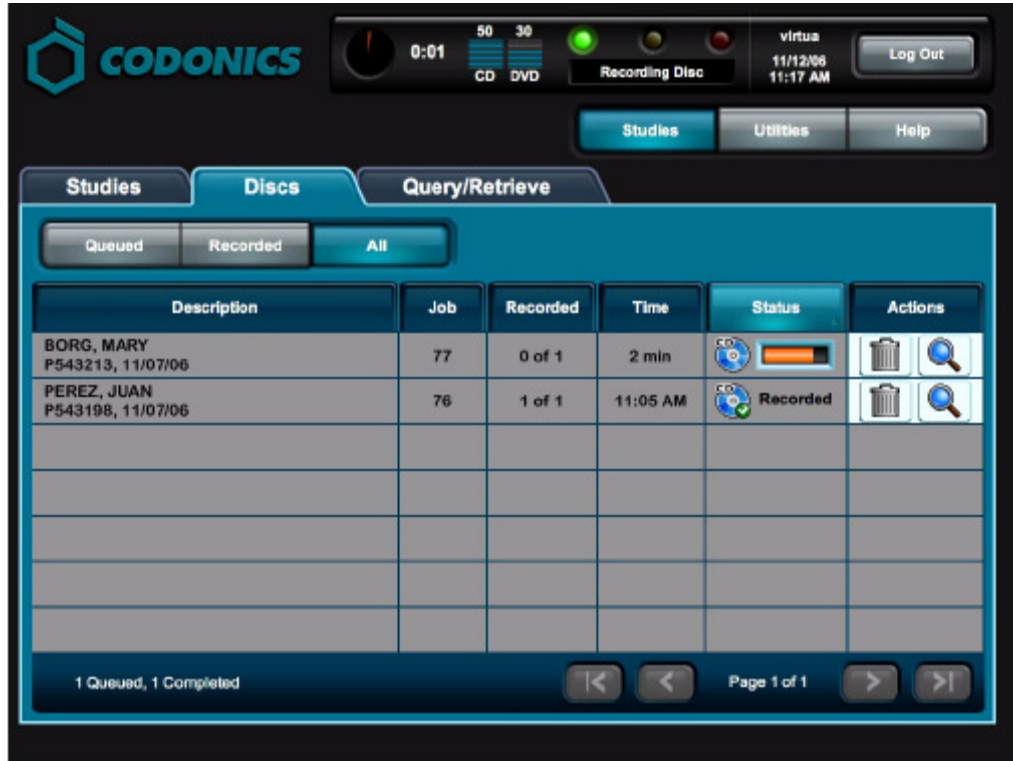 CODONICS
0:01
50 30
CD DVD
Recording Disc
virtua
11/12/06
11:17 AM
Log Out
Studies Utilities Help
Studies Discs Query/Retrieve
Queued Recorded All
Description Job Recorded Time Status Actions
BORG, MARY
P543213, 11/07/06
77 0 of 1 2 min CD
PEREZ, JUAN
P543198, 11/07/06
76 1 of 1 11:05 AM CD Recorded
1 Queued, 1 Completed
Page 1 of 1